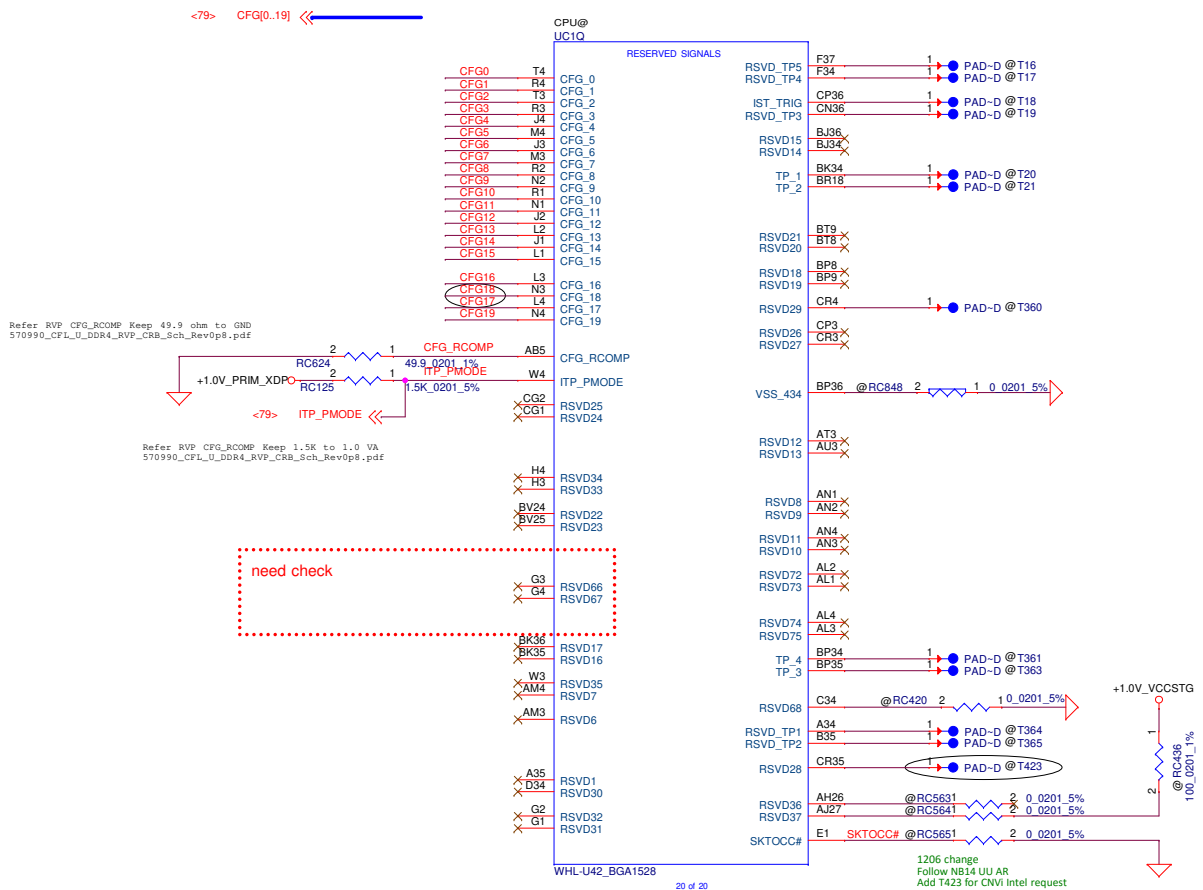 <79> CFG[0..19]
CPU@
UC1Q
RESERVED SIGNALS
CFG0 T4 CFG_0
CFG1 R4 CFG_1
CFG2 T3 CFG_2
CFG3 R3 CFG_3
CFG4 J4 CFG_4
CFG5 M4 CFG_5
CFG6 J3 CFG_6
CFG7 M3 CFG_7
CFG8 R2 CFG_8
CFG9 N2 CFG_9
CFG10 R1 CFG_10
CFG11 N1 CFG_11
CFG12 J2 CFG_12
CFG13 L2 CFG_13
CFG14 J1 CFG_14
CFG15 L1 CFG_15
CFG16 L3 CFG_16
CFG18 N3 CFG_18
CFG17 L4 CFG_17
CFG19 N4 CFG_19
Refer RVP CFG_RCOMP Keep 49.9 ohm to GND
570990_CFL_U_DDR4_RVP_CRB_Sch_Rev0p8.pdf
2 1 CFG_RCOMP AB5 CFG_RCOMP
RC624 49.9_0201_1%
+1.0V_PRIM_XDP 2 1 ITP_PMODE W4 ITP_PMODE
RC125 1.5K_0201_5%
<79> ITP_PMODE
Refer RVP CFG_RCOMP Keep 1.5K to 1.0 VA
570990_CFL_U_DDR4_RVP_CRB_Sch_Rev0p8.pdf
CG2 RSVD25
CG1 RSVD24
H4 RSVD34
H3 RSVD33
BV24 RSVD22
BV25 RSVD23
need check
G3 RSVD66
G4 RSVD67
BK36 RSVD17
BK35 RSVD16
W3 RSVD35
AM4 RSVD7
AM3 RSVD6
A35 RSVD1
D34 RSVD30
G2 RSVD32
G1 RSVD31
RSVD_TP5 F37 1 PAD~D @T16
RSVD_TP4 F34 1 PAD~D @T17
IST_TRIG CP36 1 PAD~D @T18
RSVD_TP3 CN36 1 PAD~D @T19
RSVD15 BJ36
RSVD14 BJ34
TP_1 BK34 1 PAD~D @T20
TP_2 BR18 1 PAD~D @T21
RSVD21 BT9
RSVD20 BT8
RSVD18 BP8
RSVD19 BP9
RSVD29 CR4 1 PAD~D @T360
RSVD26 CP3
RSVD27 CR3
VSS_434 BP36 @RC848 2 1 0_0201_5%
RSVD12 AT3
RSVD13 AU3
RSVD8 AN1
RSVD9 AN2
RSVD11 AN4
RSVD10 AN3
RSVD72 AL2
RSVD73 AL1
RSVD74 AL4
RSVD75 AL3
TP_4 BP34 1 PAD~D @T361
TP_3 BP35 1 PAD~D @T363
RSVD68 C34 @RC420 2 1 0_0201_5%
RSVD_TP1 A34 1 PAD~D @T364
RSVD_TP2 B35 1 PAD~D @T365
RSVD28 CR35 1 PAD~D @T423
RSVD36 AH26 @RC563 1 2 0_0201_5%
RSVD37 AJ27 @RC564 1 2 0_0201_5%
SKTOCC# E1 SKTOCC# @RC565 1 2 0_0201_5%
+1.0V_VCCSTG
1 2
@RC436
100_0201_1%
WHL-U42_BGA1528
20 of 20
1206 change
Follow NB14 UU AR
Add T423 for CNVi Intel request